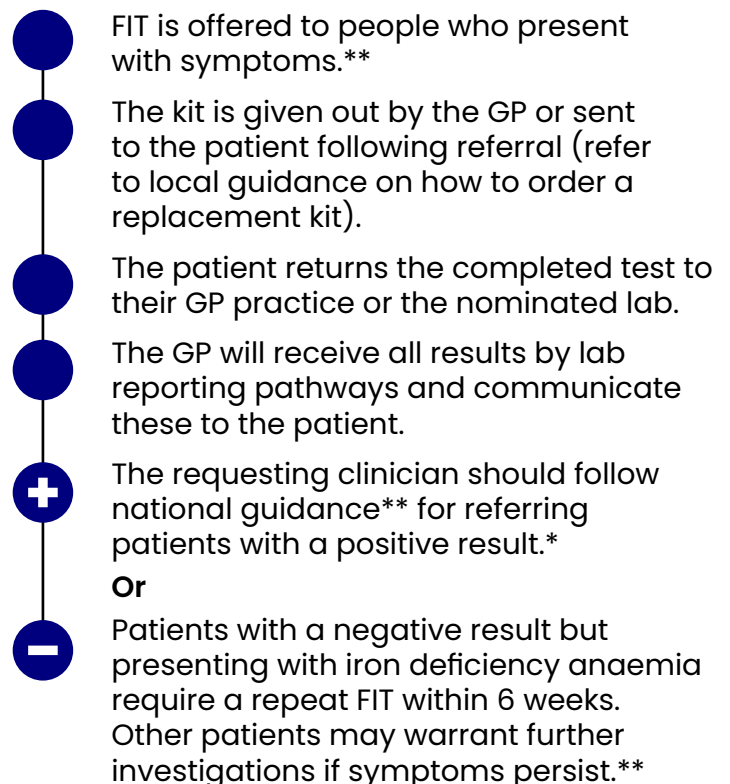 FIT is offered to people who present
with symptoms.**
The kit is given out by the GP or sent
to the patient following referral (refer
to local guidance on how to order a
replacement kit).
The patient returns the completed test to
their GP practice or the nominated lab.
The GP will receive all results by lab
reporting pathways and communicate
these to the patient.
The requesting clinician should follow
national guidance** for referring
patients with a positive result.*
Or
Patients with a negative result but
presenting with iron deficiency anaemia
require a repeat FIT within 6 weeks.
Other patients may warrant further
investigations if symptoms persist.**